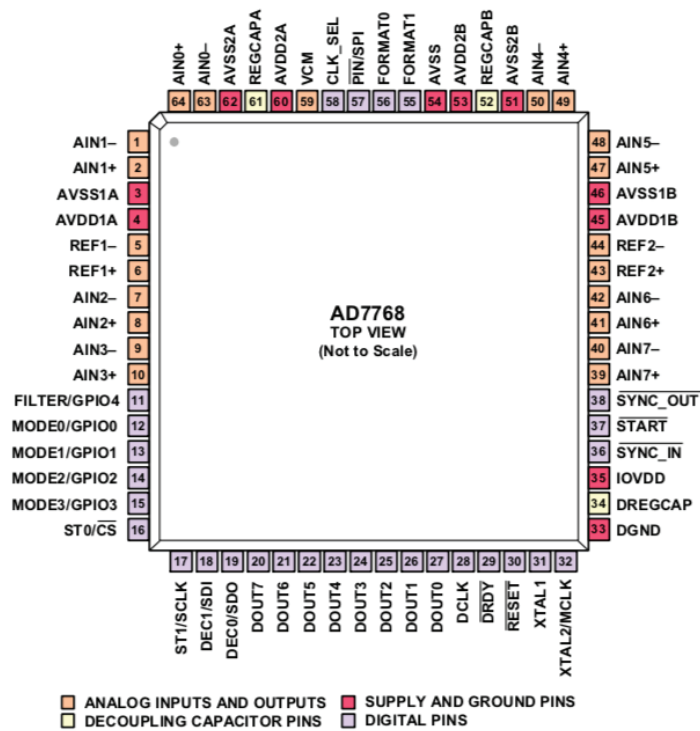 AIN0+ AIN0– AVSS2A REGCAPA AVDD2A VCM CLK_SEL PIN/SPI FORMAT0 FORMAT1 AVSS AVDD2B REGCAPB AVSS2B AIN4– AIN4+
64 63 62 61 60 59 58 57 56 55 54 53 52 51 50 49
AIN1– 1 48 AIN5–
AIN1+ 2 47 AIN5+
AVSS1A 3 46 AVSS1B
AVDD1A 4 45 AVDD1B
REF1– 5 44 REF2–
REF1+ 6 43 REF2+
AIN2– 7 42 AIN6–
AIN2+ 8 41 AIN6+
AIN3– 9 40 AIN7–
AIN3+ 10 39 AIN7+
FILTER/GPIO4 11 38 SYNC_OUT
MODE0/GPIO0 12 37 START
MODE1/GPIO1 13 36 SYNC_IN
MODE2/GPIO2 14 35 IOVDD
MODE3/GPIO3 15 34 DREGCAP
ST0/CS 16 33 DGND
AD7768
TOP VIEW
(Not to Scale)
17 18 19 20 21 22 23 24 25 26 27 28 29 30 31 32
ST1/SCLK DEC1/SDI DEC0/SDO DOUT7 DOUT6 DOUT5 DOUT4 DOUT3 DOUT2 DOUT1 DOUT0 DCLK DRDY RESET XTAL1 XTAL2/MCLK
ANALOG INPUTS AND OUTPUTS SUPPLY AND GROUND PINS
DECOUPLING CAPACITOR PINS DIGITAL PINS